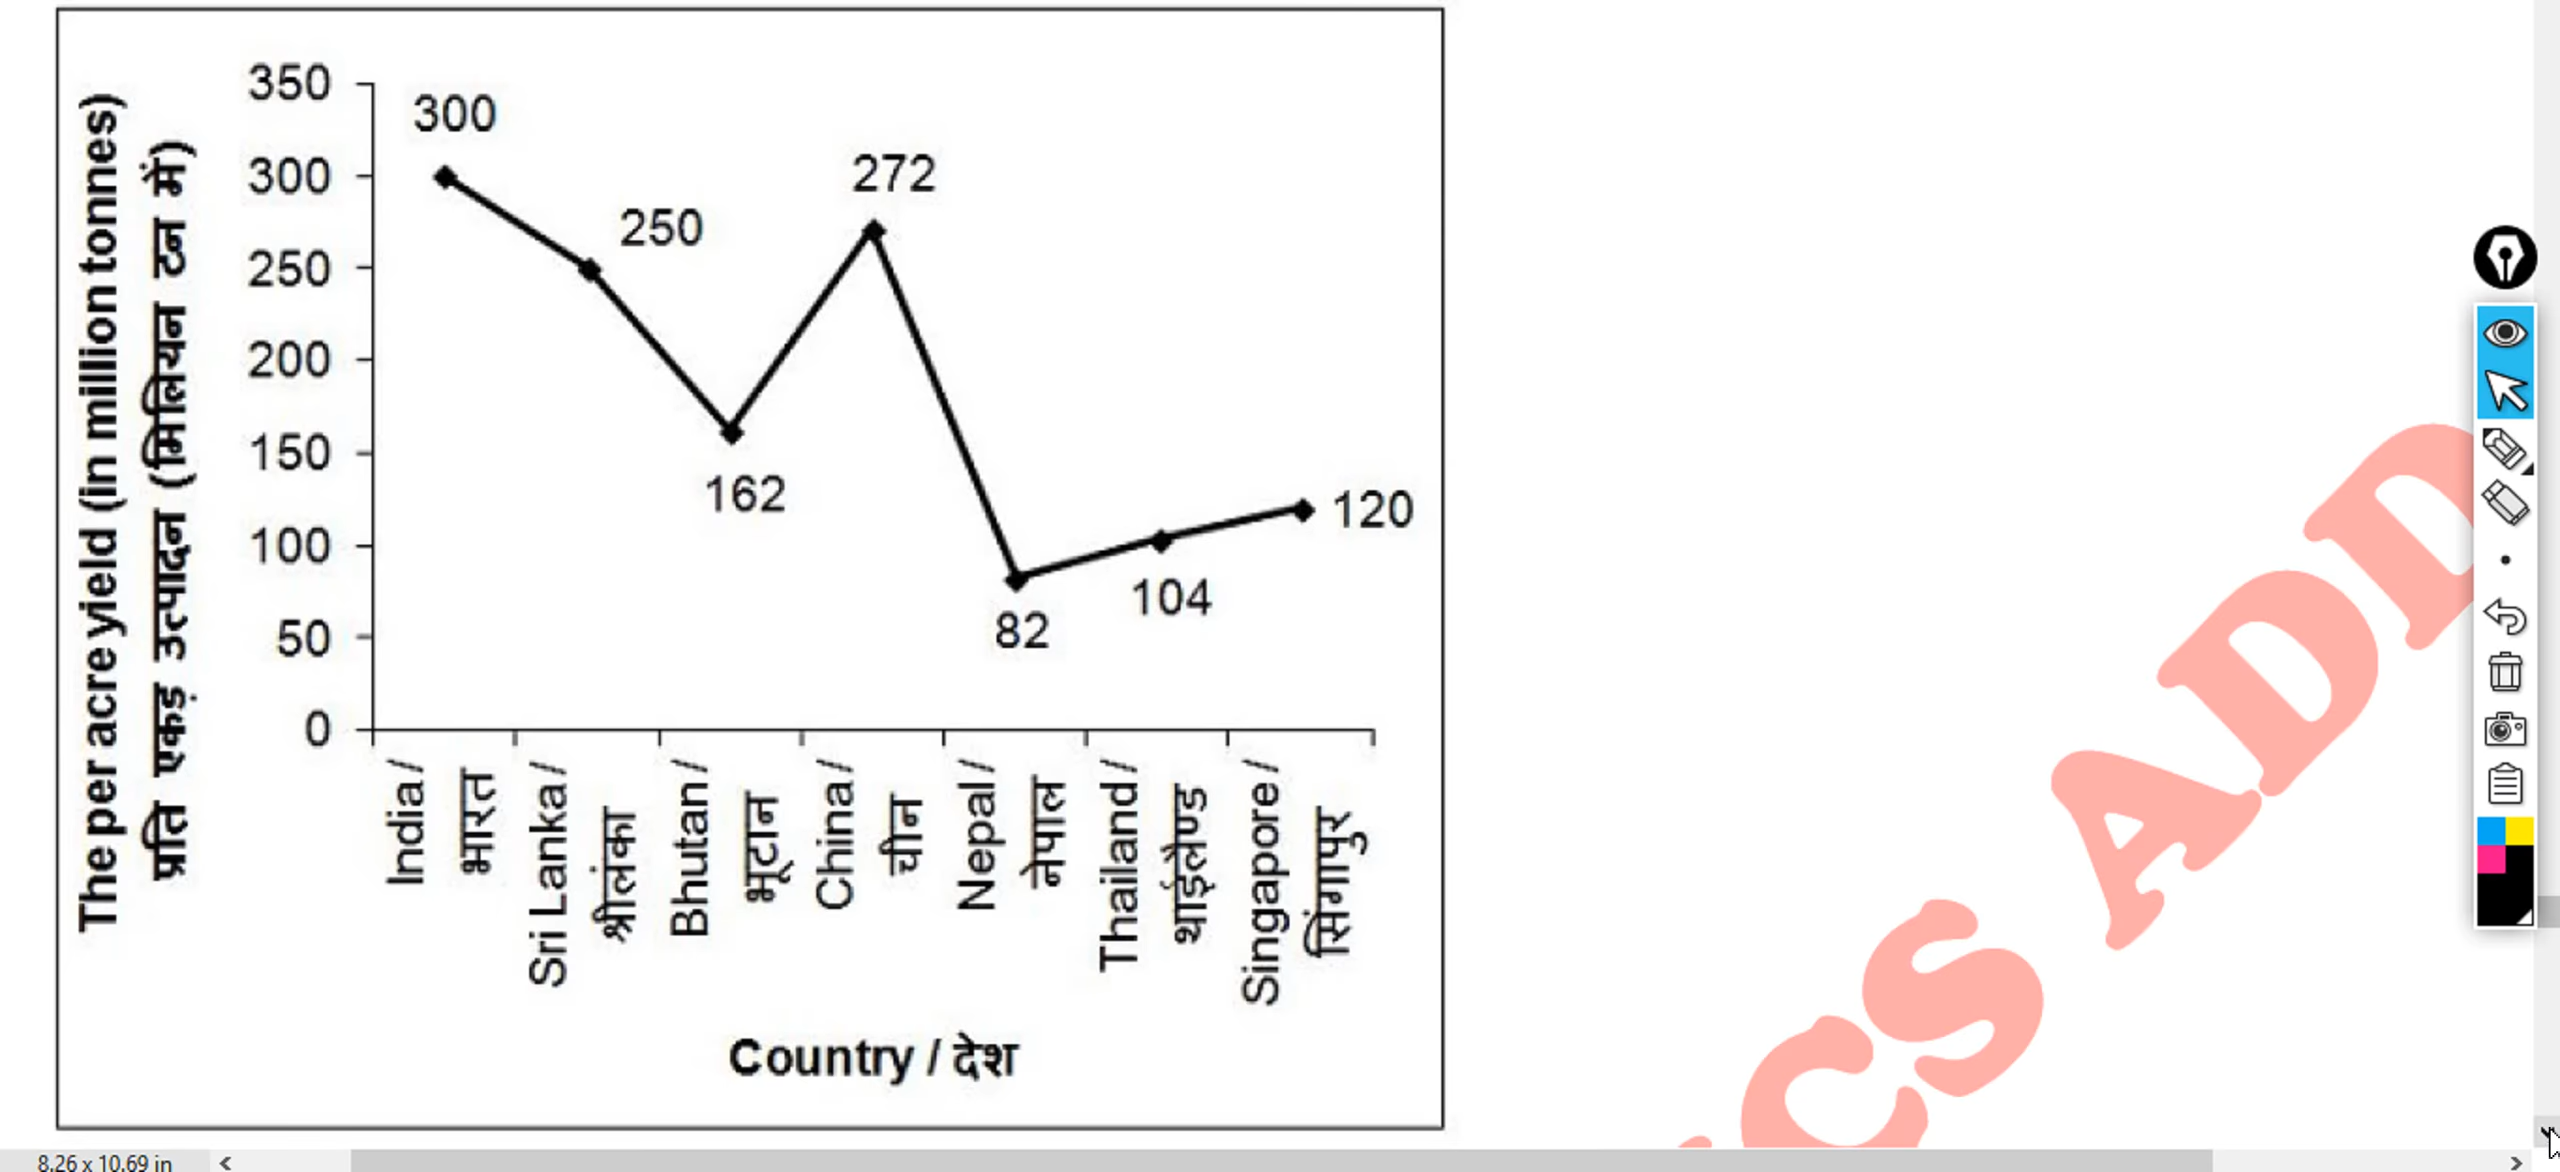 The per acre yield (in million tonnes)
प्रति एकड़ उत्पादन (मिलियन टन में)
350
300
250
200
150
100
50
0
300
250
162
272
82
104
120
India /
भारत
Sri Lanka /
श्रीलंका
Bhutan /
भूटान
China /
चीन
Nepal /
नेपाल
Thailand /
थाईलैण्ड
Singapore /
सिंगापुर
Country / देश
CS ADD
8.26 x 10.69 in